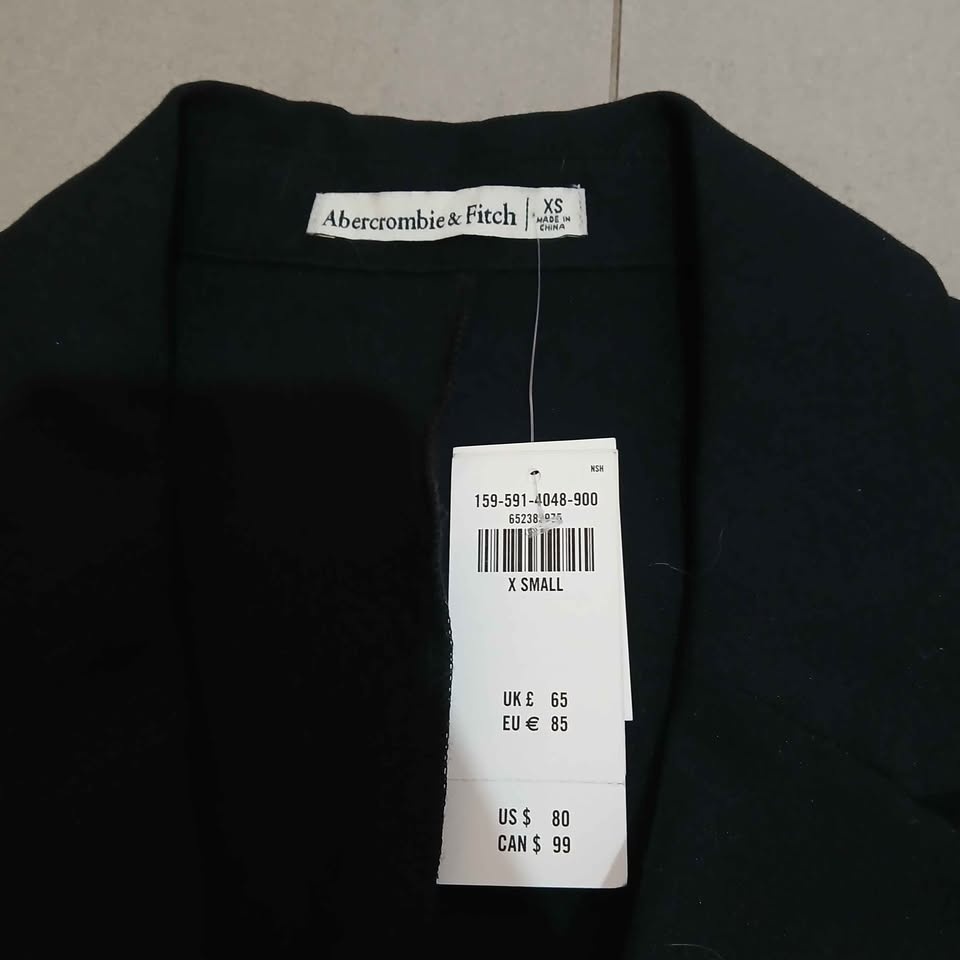 Abercrombie & Fitch
XS
MADE IN
CHINA
NSH
159-591-4048-900
X SMALL
UK £ 65
EU € 85
US $ 80
CAN $ 99